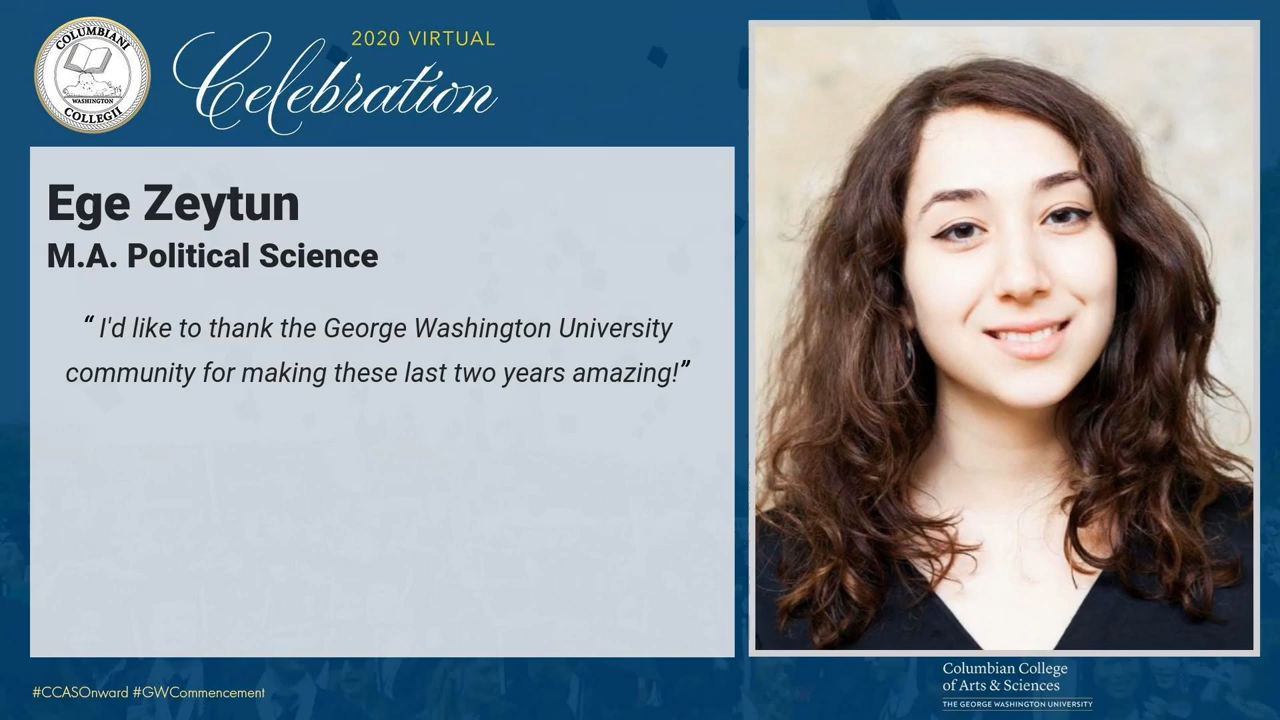 COLUMBIANI
WASHINGTON
COLLEGII
2020 VIRTUAL
Celebration
Ege Zeytun
M.A. Political Science
“ I'd like to thank the George Washington University
community for making these last two years amazing!”
#CCASOnward #GWCommencement
Columbian College
of Arts & Sciences
THE GEORGE WASHINGTON UNIVERSITY